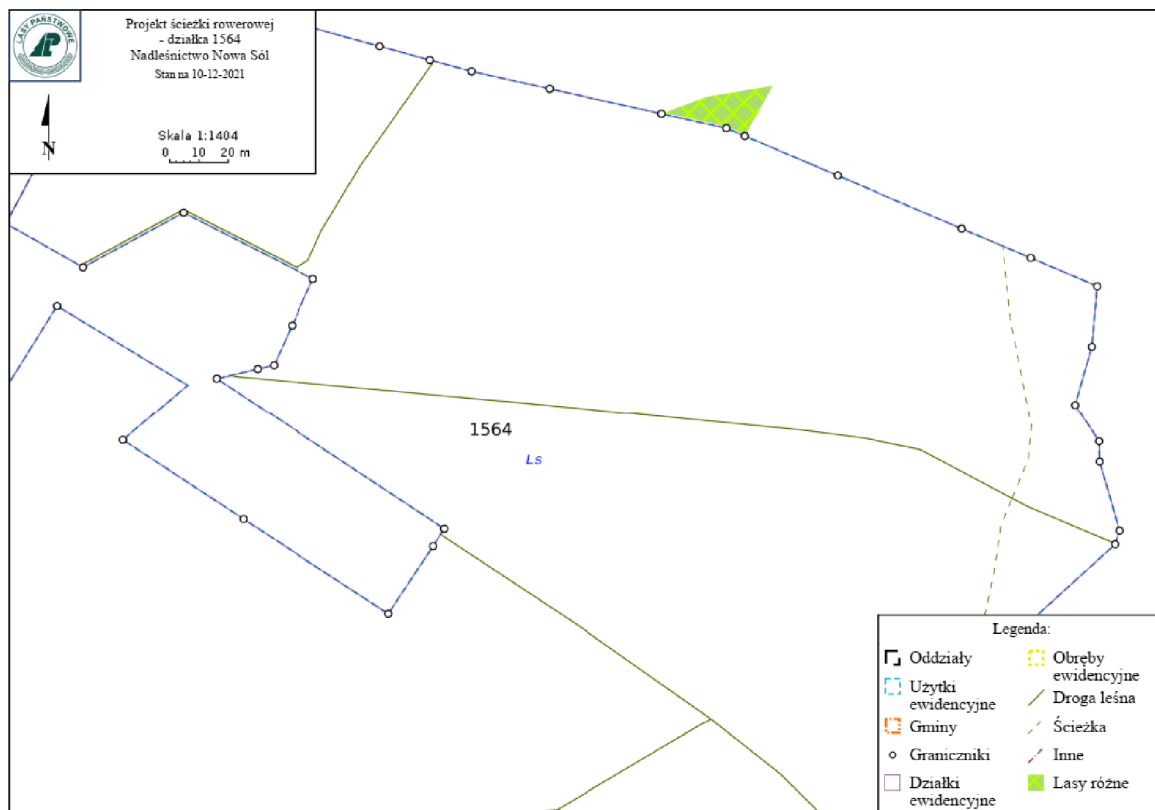 LASY PAŃSTWOWE
Projekt ścieżki rowerowej
- działka 1564
Nadleśnictwo Nowa Sól
Stan na 10-12-2021
N
Skala 1:1404
0 10 20 m
1564
Ls
Legenda:
Oddziały
Użytki
ewidencyjne
Gminy
Graniczniki
Działki
ewidencyjne
Obręby
ewidencyjne
Droga leśna
Ścieżka
Inne
Lasy różne